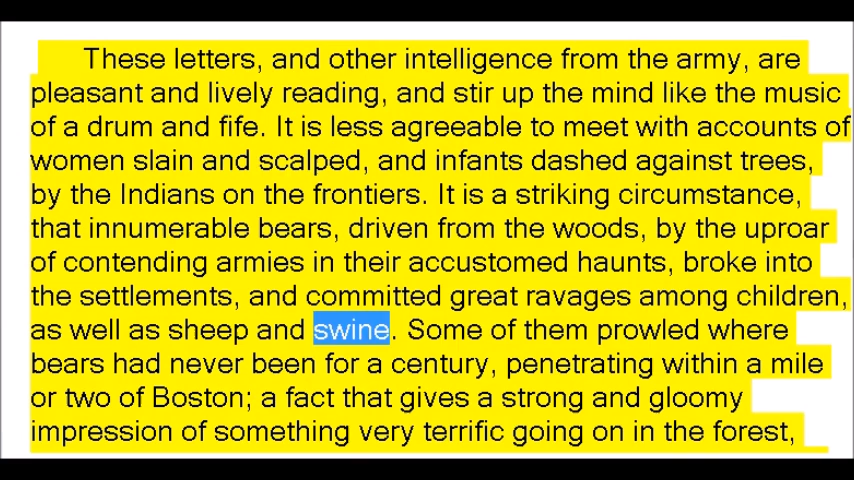 These letters, and other intelligence from the army, are
pleasant and lively reading, and stir up the mind like the music
of a drum and fife. It is less agreeable to meet with accounts of
women slain and scalped, and infants dashed against trees,
by the Indians on the frontiers. It is a striking circumstance,
that innumerable bears, driven from the woods, by the uproar
of contending armies in their accustomed haunts, broke into
the settlements, and committed great ravages among children,
as well as sheep and swine. Some of them prowled where
bears had never been for a century, penetrating within a mile
or two of Boston; a fact that gives a strong and gloomy
impression of something very terrific going on in the forest,